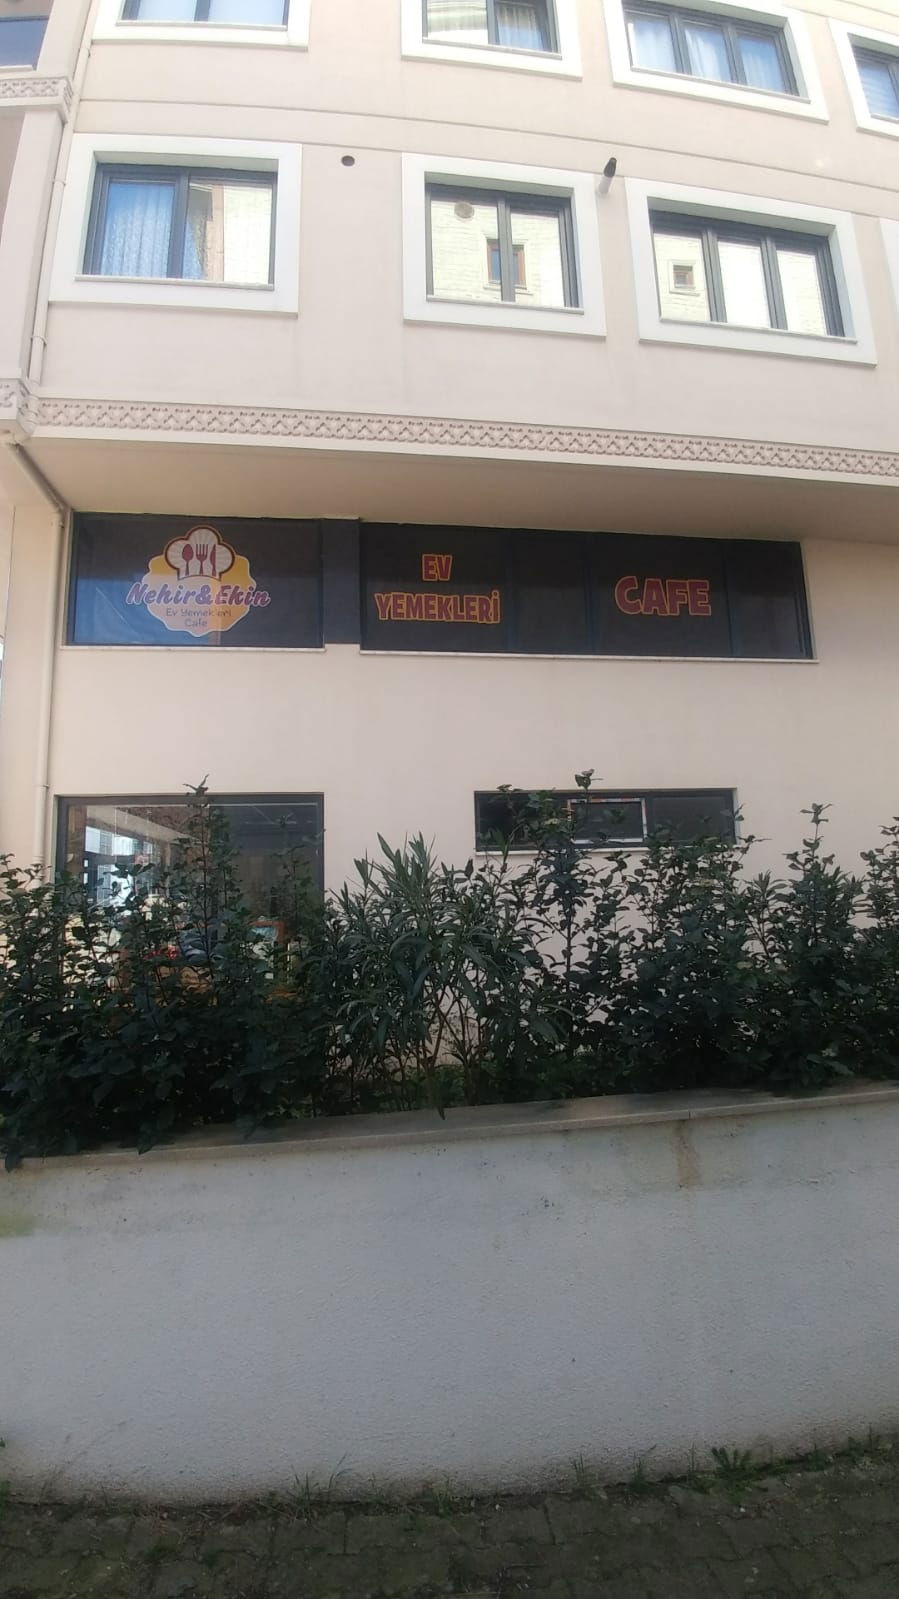 Nehir&Ekin
Ev Yemekleri
Cafe
EV
YEMEKLERİ
CAFE